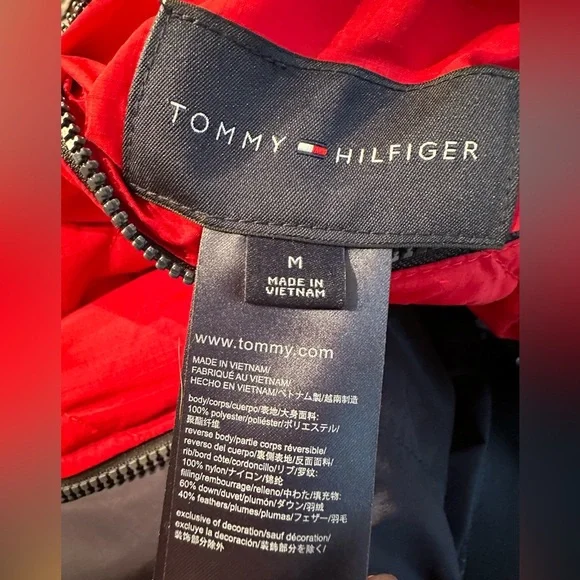 TOMMY HILFIGER
M
MADE IN
VIETNAM
www.tommy.com
MADE IN VIETNAM/
FABRIQUÉ AU VIETNAM/
HECHO EN VIETNAM/ベトナム製/越南制造
body/corps/cuerpo/表地/大身面料:
100% polyester/poliéster/ポリエステル/
聚酯纤维
reverse body/partie corps réversible/
reverso del cuerpo/裏側表地/反面面料:
rib/bord côte/cordoncillo/リブ/罗纹:
100% nylon/ナイロン/锦纶
filling/rembourrage/relleno/中わた/填充物:
60% down/duvet/plumón/ダウン/羽绒
40% feathers/plumes/plumas/フェザー/羽毛
exclusive of decoration/sauf décoration/
excluye la decoración/装飾部分を除く/
装饰部分除外